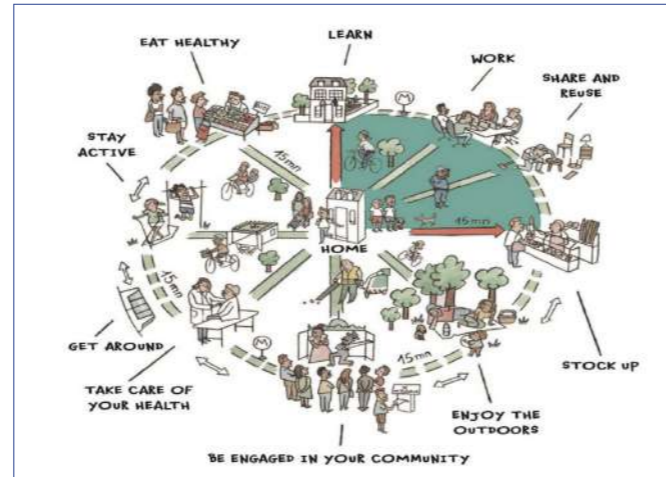 LEARN
EAT HEALTHY
WORK
SHARE AND
REUSE
STAY
ACTIVE
M
15mn
15mn
HOME
15mn
M
15mn
GET AROUND
TAKE CARE OF
YOUR HEALTH
STOCK UP
ENJOY THE
OUTDOORS
BE ENGAGED IN YOUR COMMUNITY